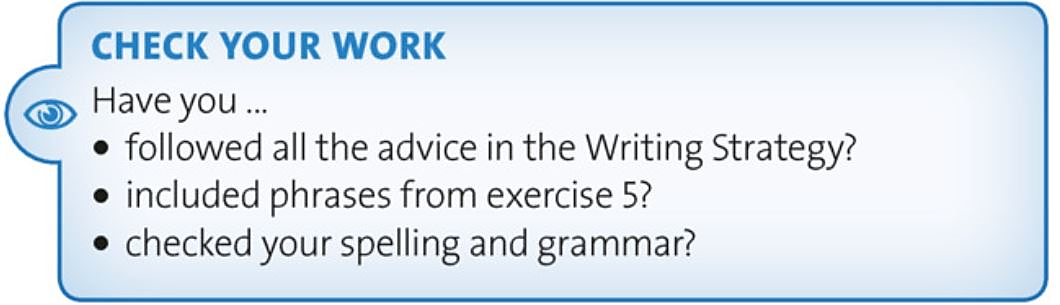 CHECK YOUR WORK
Have you ...
• followed all the advice in the Writing Strategy?
• included phrases from exercise 5?
• checked your spelling and grammar?